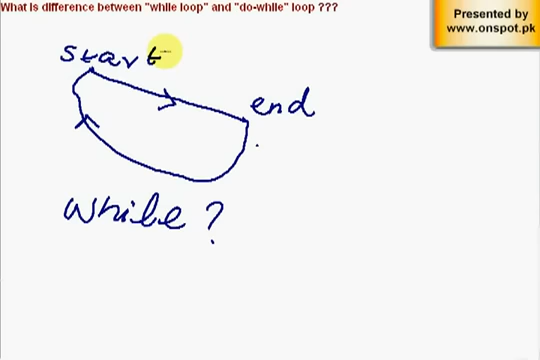 What is difference between "while loop" and "do-while" loop ???
Presented by
www.onspot.pk
start
end
while ?